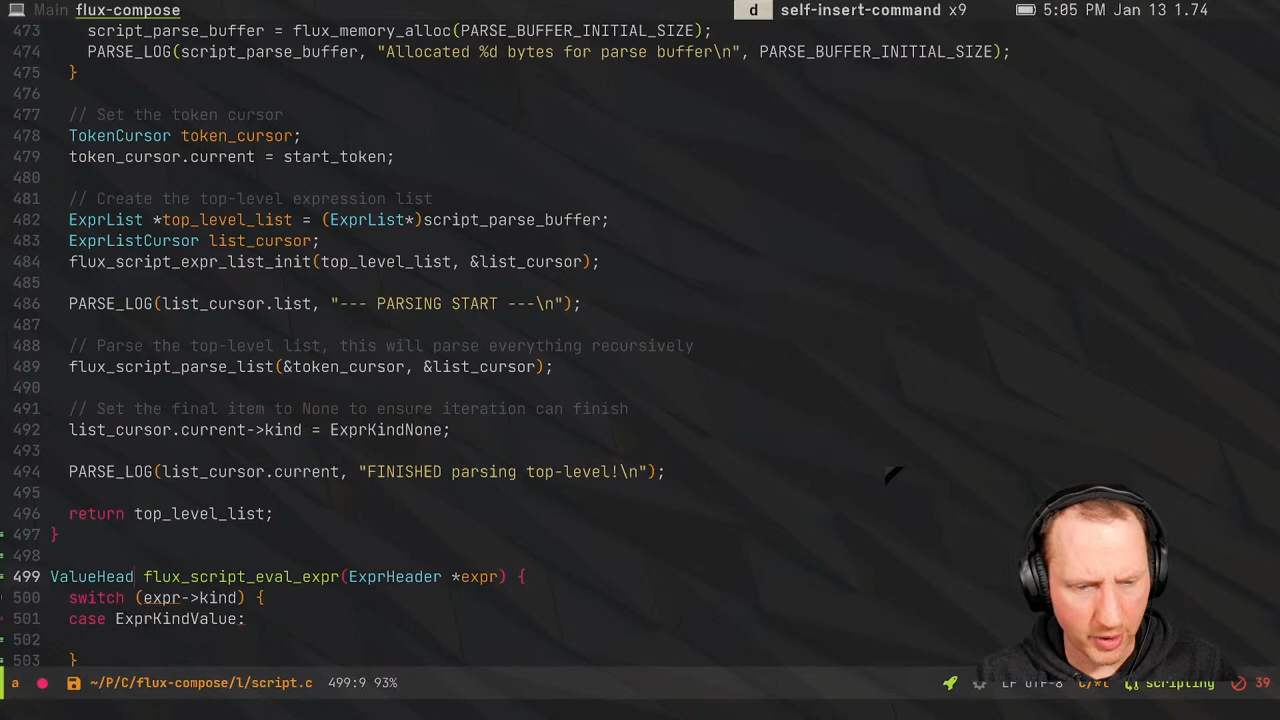 Main flux-compose d self-insert-command x9 5:05 PM Jan 13 1.74
473 script_parse_buffer = flux_memory_alloc(PARSE_BUFFER_INITIAL_SIZE);
474 PARSE_LOG(script_parse_buffer, "Allocated %d bytes for parse buffer\n", PARSE_BUFFER_INITIAL_SIZE);
475 }
476
477 // Set the token cursor
478 TokenCursor token_cursor;
479 token_cursor.current = start_token;
480
481 // Create the top-level expression list
482 ExprList *top_level_list = (ExprList*)script_parse_buffer;
483 ExprListCursor list_cursor;
484 flux_script_expr_list_init(top_level_list, &list_cursor);
485
486 PARSE_LOG(list_cursor.list, "--- PARSING START ---\n");
487
488 // Parse the top-level list, this will parse everything recursively
489 flux_script_parse_list(&token_cursor, &list_cursor);
490
491 // Set the final item to None to ensure iteration can finish
492 list_cursor.current->kind = ExprKindNone;
493
494 PARSE_LOG(list_cursor.current, "FINISHED parsing top-level!\n");
495
496 return top_level_list;
497 }
498
499 ValueHead flux_script_eval_expr(ExprHeader *expr) {
500 switch (expr->kind) {
501 case ExprKindValue:
502
503 }
a ~/P/C/flux-compose/l/script.c 499:9 93% LF UTF-8 scripting 39